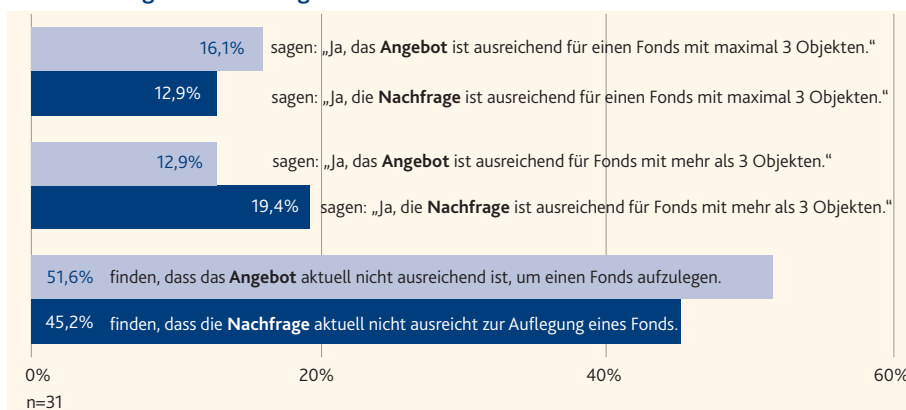 16,1% sagen: „Ja, das Angebot ist ausreichend für einen Fonds mit maximal 3 Objekten.“
12,9% sagen: „Ja, die Nachfrage ist ausreichend für einen Fonds mit maximal 3 Objekten.“
12,9% sagen: „Ja, das Angebot ist ausreichend für Fonds mit mehr als 3 Objekten.“
19,4% sagen: „Ja, die Nachfrage ist ausreichend für Fonds mit mehr als 3 Objekten.“
51,6% finden, dass das Angebot aktuell nicht ausreichend ist, um einen Fonds aufzulegen.
45,2% finden, dass die Nachfrage aktuell nicht ausreicht zur Auflegung eines Fonds.
0% 20% 40% 60%
n=31